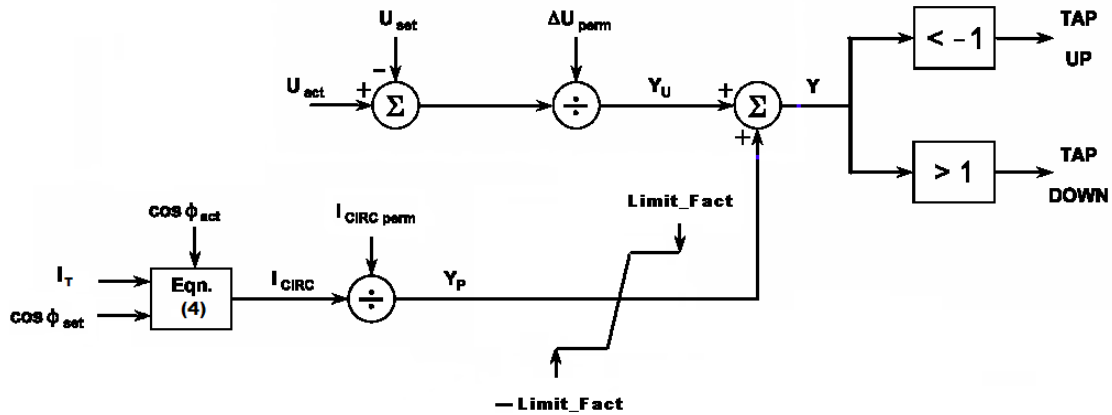 U set
ΔU perm
< -1
TAP
UP
U act
+
−
Σ
÷
Y U
+
+
Σ
Y
> 1
TAP
DOWN
cos ϕ act
I CIRC perm
Limit_Fact
I T
cos ϕ set
Eqn.
(4)
I CIRC
÷
Y P
— Limit_Fact